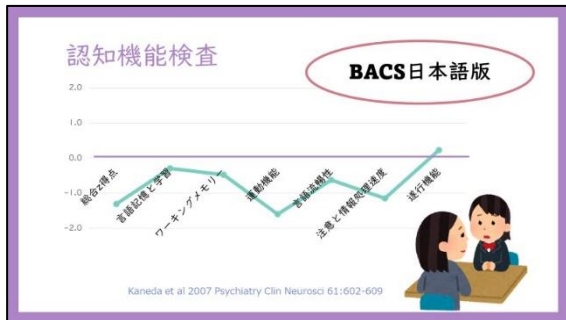 認知機能検査
BACS日本語版
2.0
1.0
0.0
-1.0
-2.0
総合z得点
言語記憶と学習
ワーキングメモリー
運動機能
言語流暢性
注意と情報処理速度
遂行機能
Kaneda et al 2007 Psychiatry Clin Neurosci 61:602-609